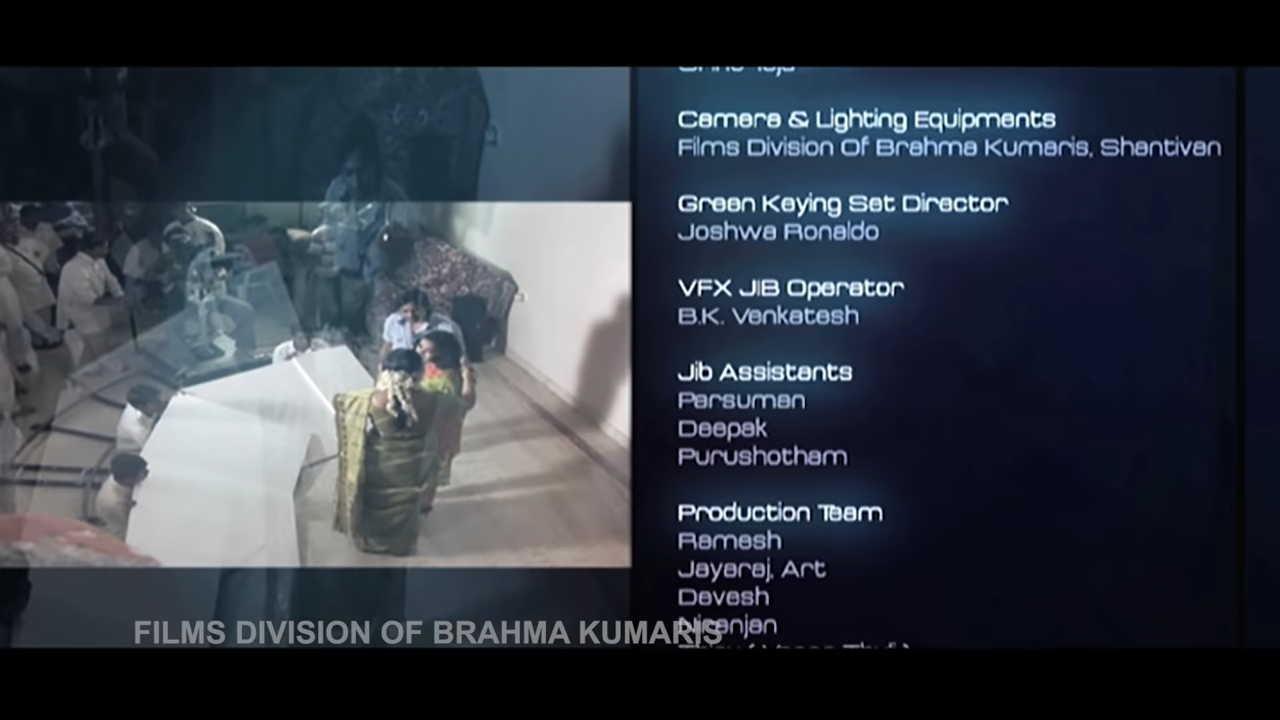 Camera & Lighting Equipments
Films Division Of Brahma Kumaris, Shantivan
Green Keying Set Director
Joshwa Ronaldo
VFX JIB Operator
B.K. Venkatesh
Jib Assistants
Parsuman
Deepak
Purushotham
Production Team
Ramesh
Jayaraj, Art
Devesh
Niranjan
FILMS DIVISION OF BRAHMA KUMARIS